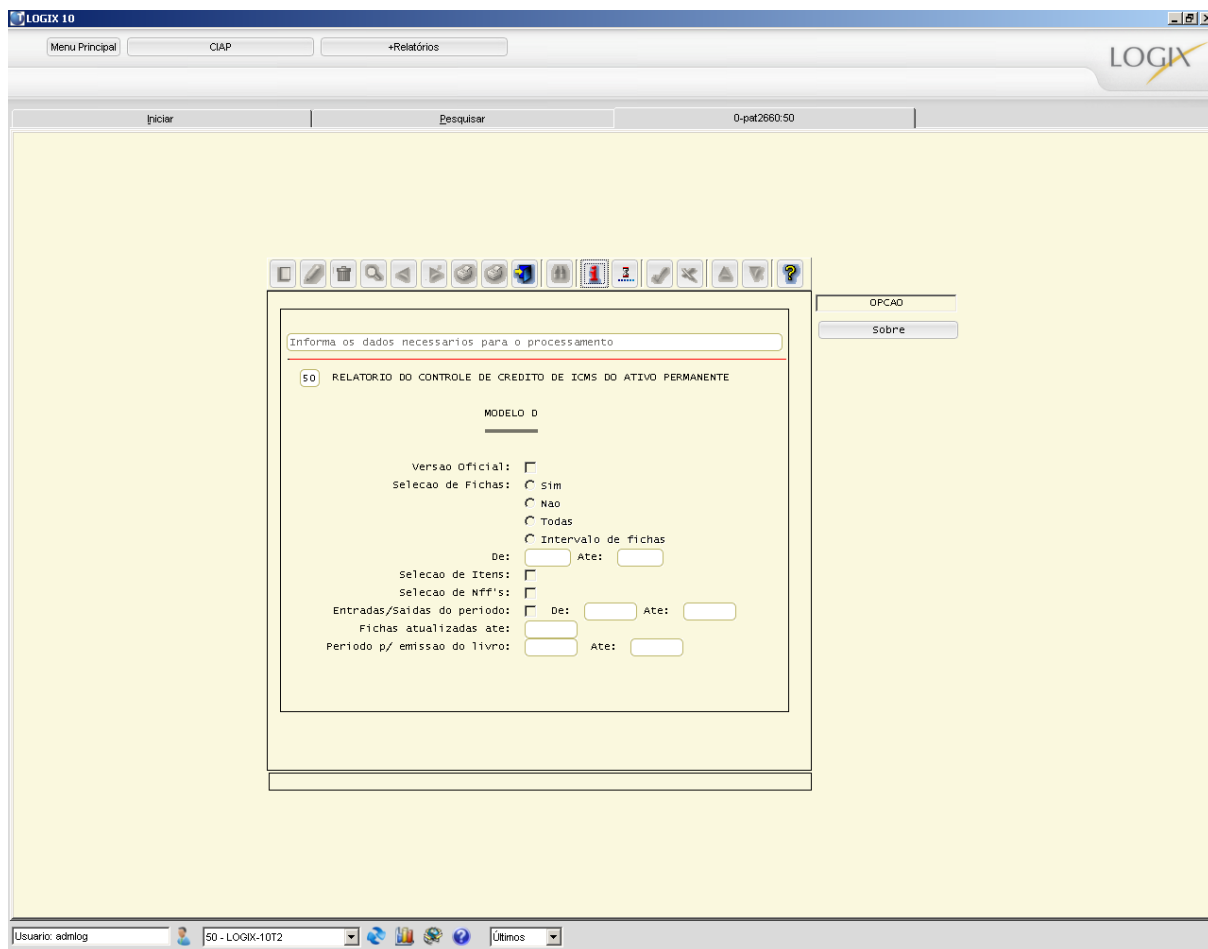 LOGIX 10
Menu Principal CIAP +Relatórios
LOGIX
Iniciar Pesquisar 0-pat2660:50
OPCAO
Sobre
Informa os dados necessarios para o processamento
50 RELATORIO DO CONTROLE DE CREDITO DE ICMS DO ATIVO PERMANENTE
MODELO D
Versao Oficial:
Selecao de Fichas: Sim
Nao
Todas
Intervalo de fichas
De: Ate:
Selecao de Itens:
Selecao de Nff's:
Entradas/Saidas do periodo: De: Ate:
Fichas atualizadas ate:
Periodo p/ emissao do livro: Ate:
Usuario: admlog 50 - LOGIX-10T2 Últimos